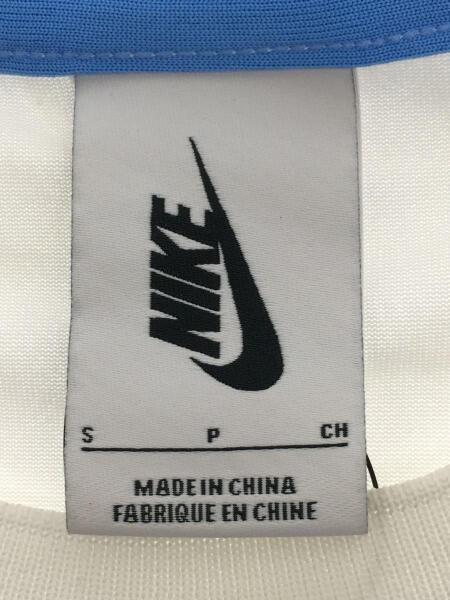 NIKE
S P CH
MADE IN CHINA
FABRIQUE EN CHINE